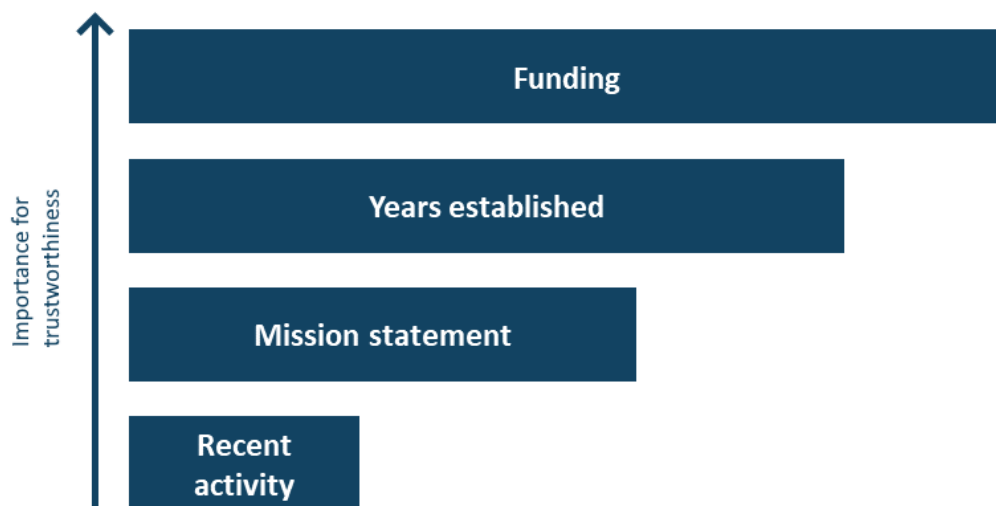 Funding
Years established
Mission statement
Recent
activity
Importance for
trustworthiness